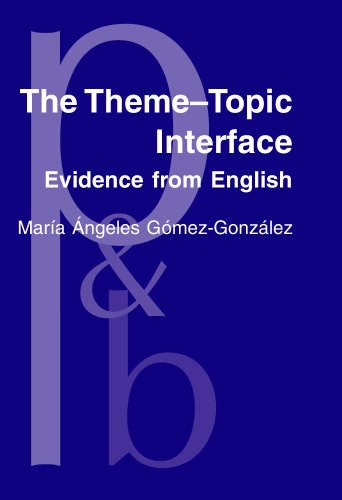 The Theme–Topic
Interface
Evidence from English
María Ángeles Gómez-González
p
&
b